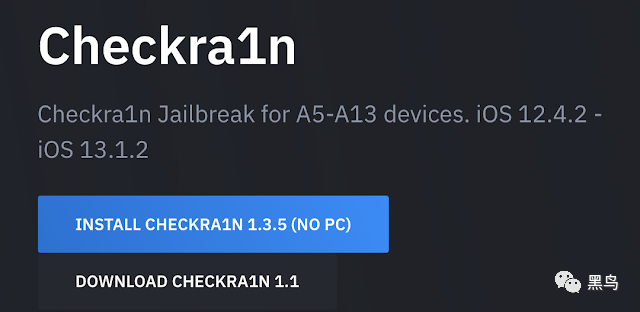 Checkra1n
Checkra1n Jailbreak for A5-A13 devices. iOS 12.4.2 -
iOS 13.1.2
INSTALL CHECKRA1N 1.3.5 (NO PC)
DOWNLOAD CHECKRA1N 1.1
黑鸟